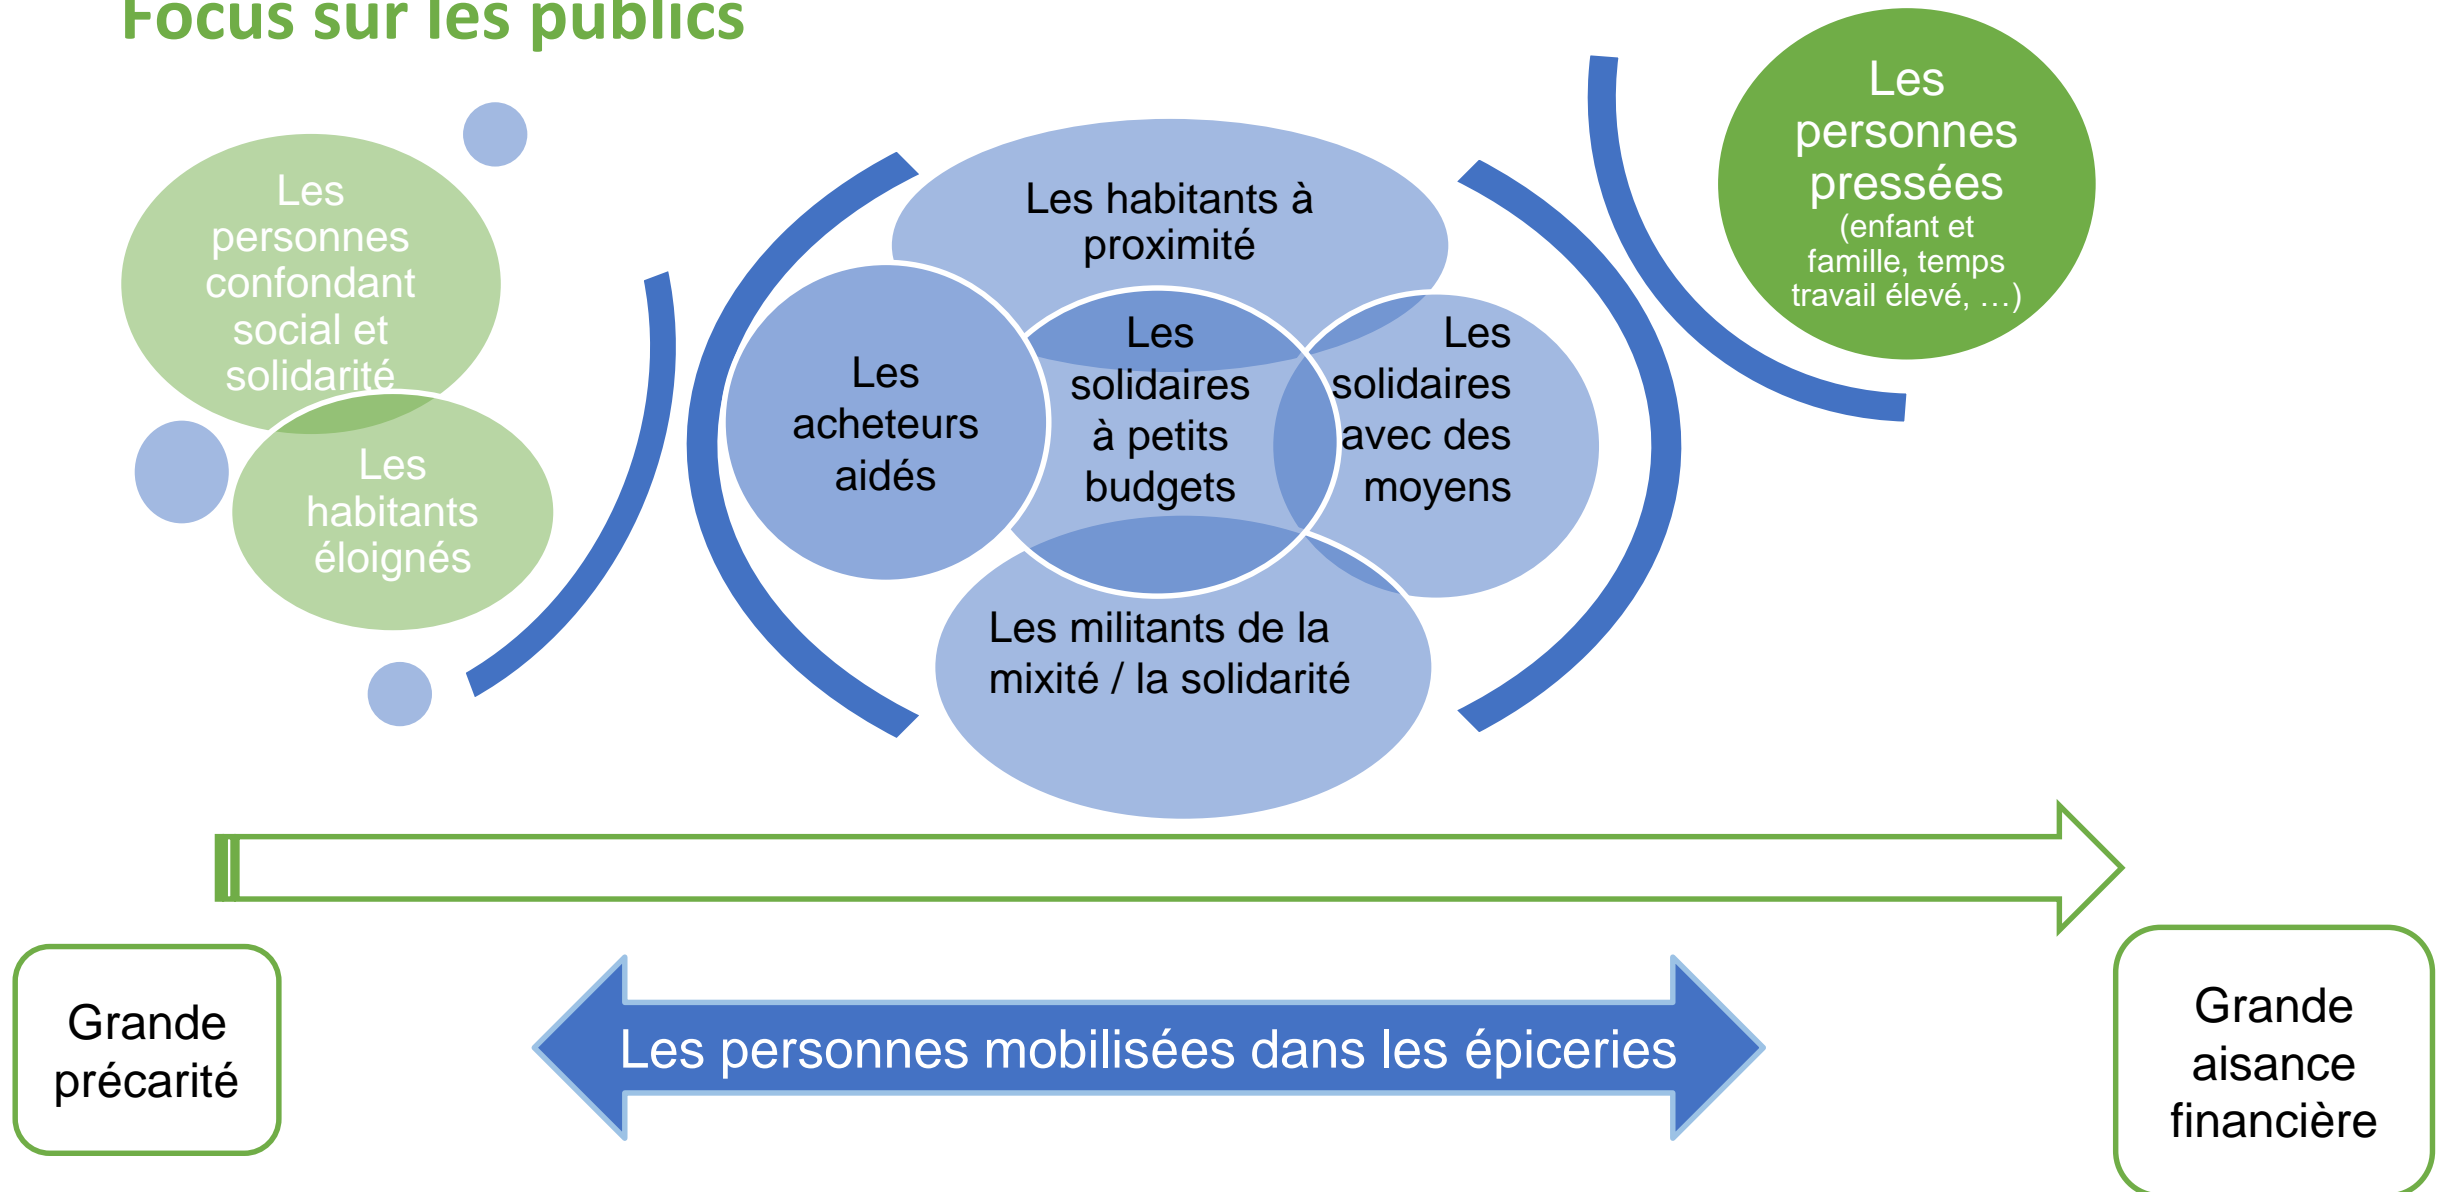 Focus sur les publics
Les
personnes
confondant
social et
solidarité
Les
habitants
éloignés
Les habitants à
proximité
Les
acheteurs
aidés
Les
solidaires
à petits
budgets
Les
solidaires
avec des
moyens
Les militants de la
mixité / la solidarité
Les
personnes
pressées
(enfant et
famille, temps
travail élevé, …)
Grande
précarité
Les personnes mobilisées dans les épiceries
Grande
aisance
financière